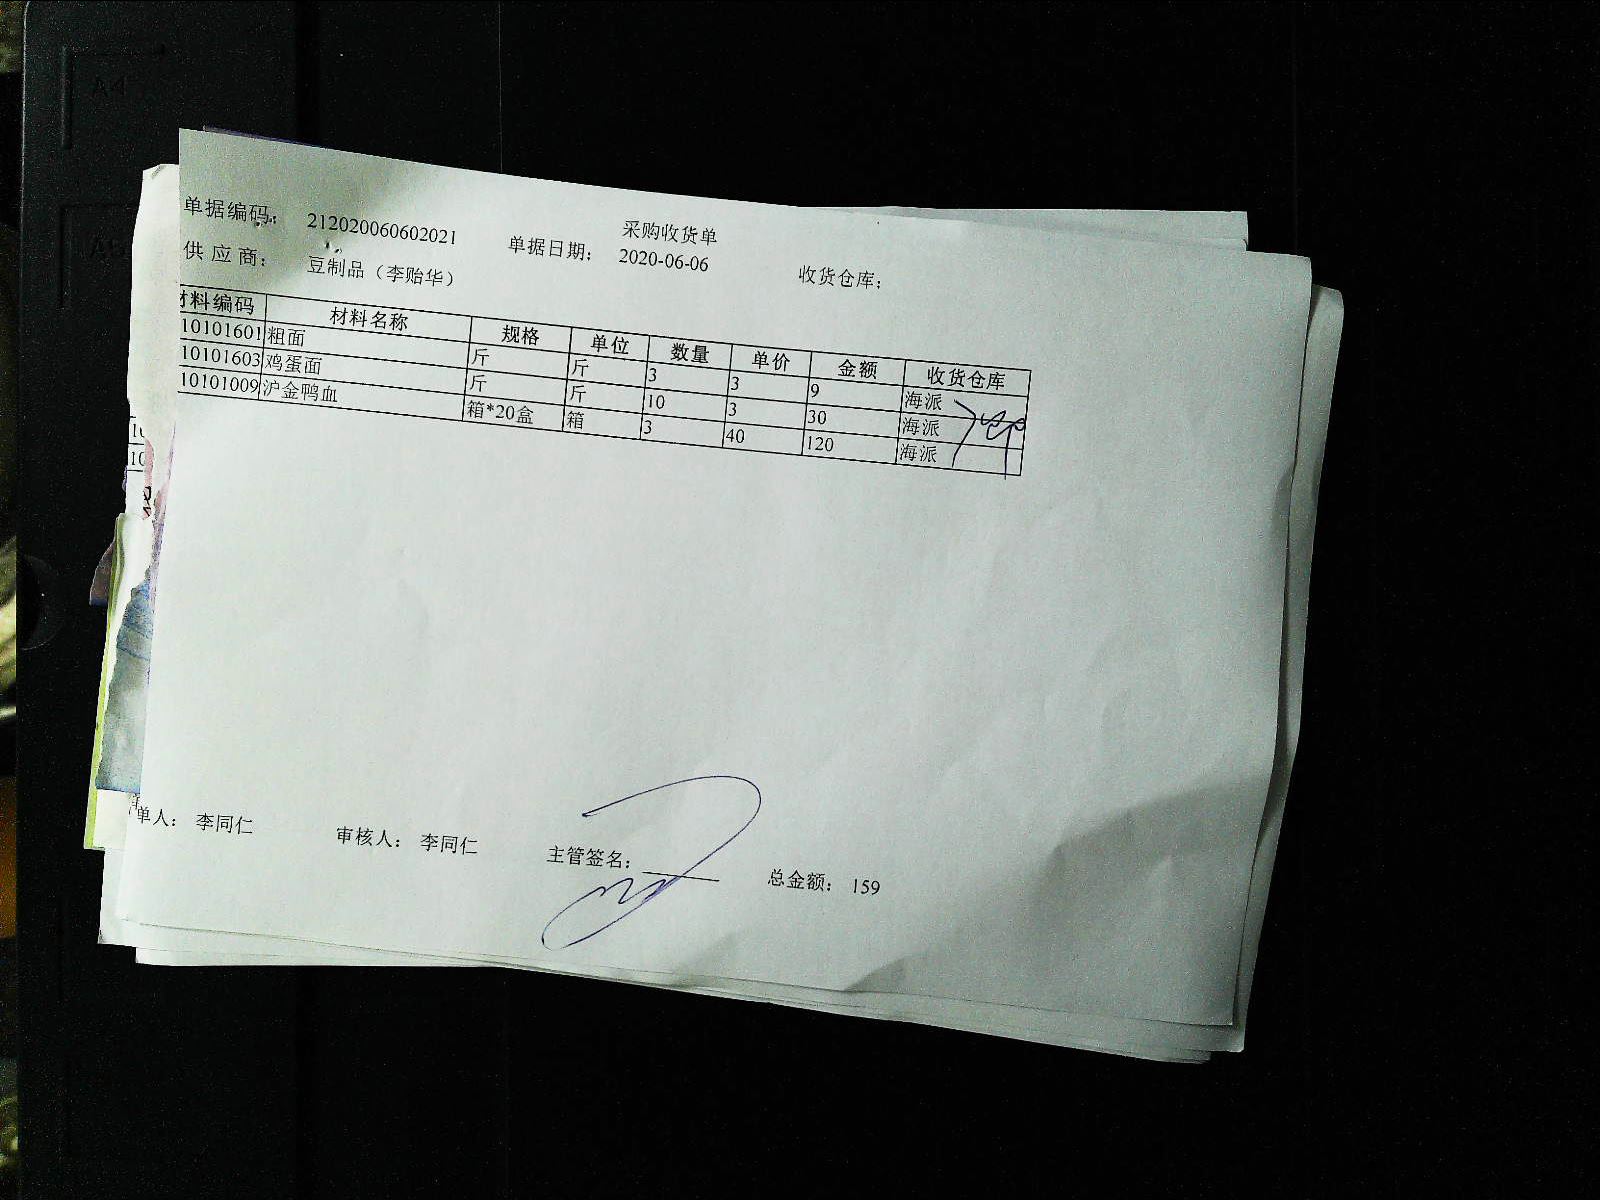 采购收货单
单据编码： 212020060602021 单据日期： 2020-06-06 收货仓库：
供应商： 豆制品（李贻华）
材料编码 材料名称 规格 单位 数量 单价 金额 收货仓库
10101601 粗面 斤 斤 3 3 9 海派
10101603 鸡蛋面 斤 斤 10 3 30 海派
10101009 沪金鸭血 箱*20盒 箱 3 40 120 海派
单人： 李同仁 审核人： 李同仁 主管签名： 总金额： 159